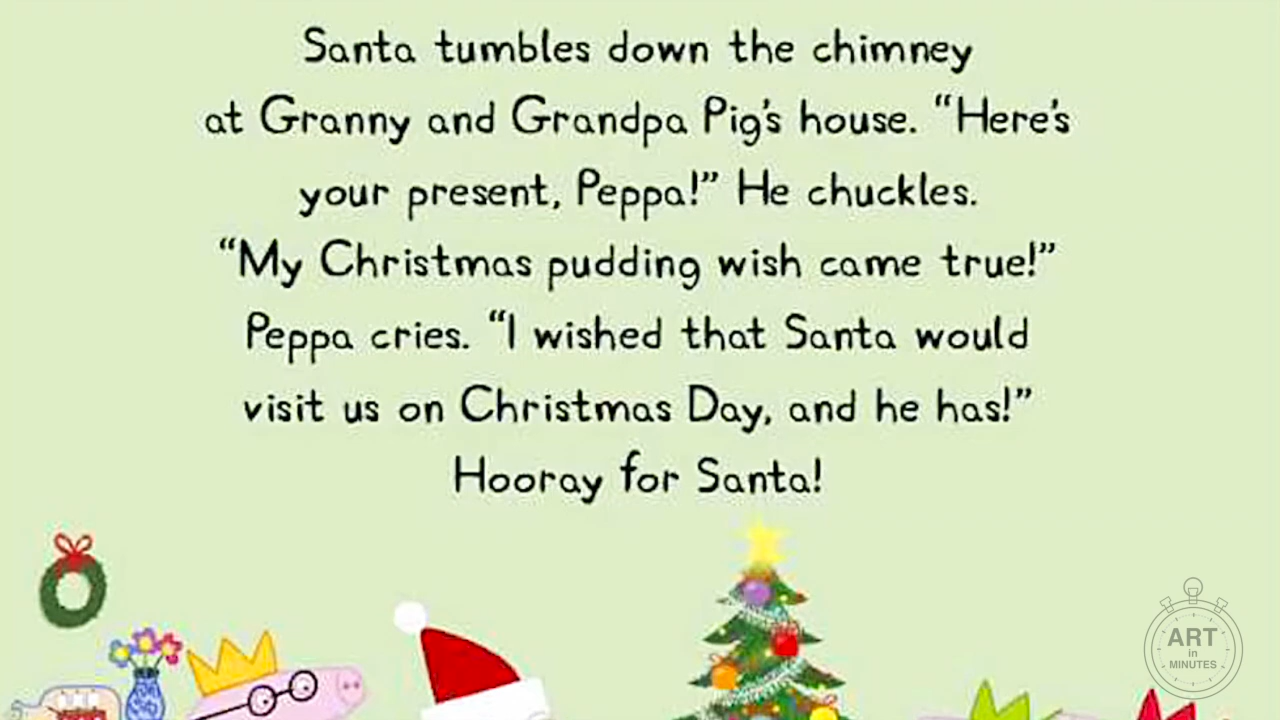 Santa tumbles down the chimney
at Granny and Grandpa Pig's house. “Here's
your present, Peppa!” He chuckles.
“My Christmas pudding wish came true!”
Peppa cries. “I wished that Santa would
visit us on Christmas Day, and he has!”
Hooray for Santa!
ART
in
MINUTES